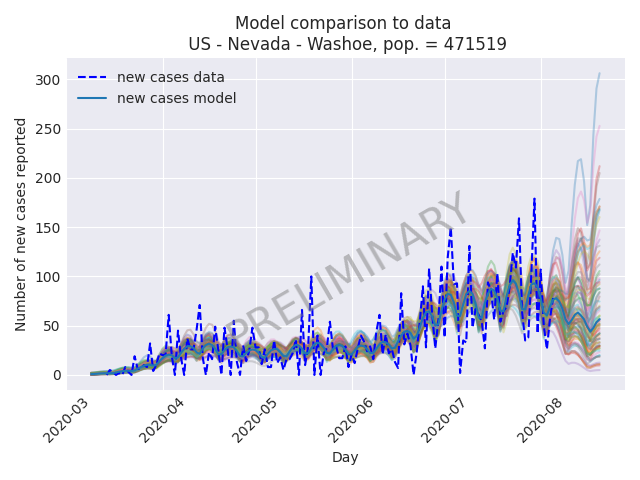 Model comparison to data
US - Nevada - Washoe, pop. = 471519
new cases data
new cases model
Number of new cases reported
300
250
200
150
100
50
0
PRELIMINARY
2020-03
2020-04
2020-05
2020-06
2020-07
2020-08
Day